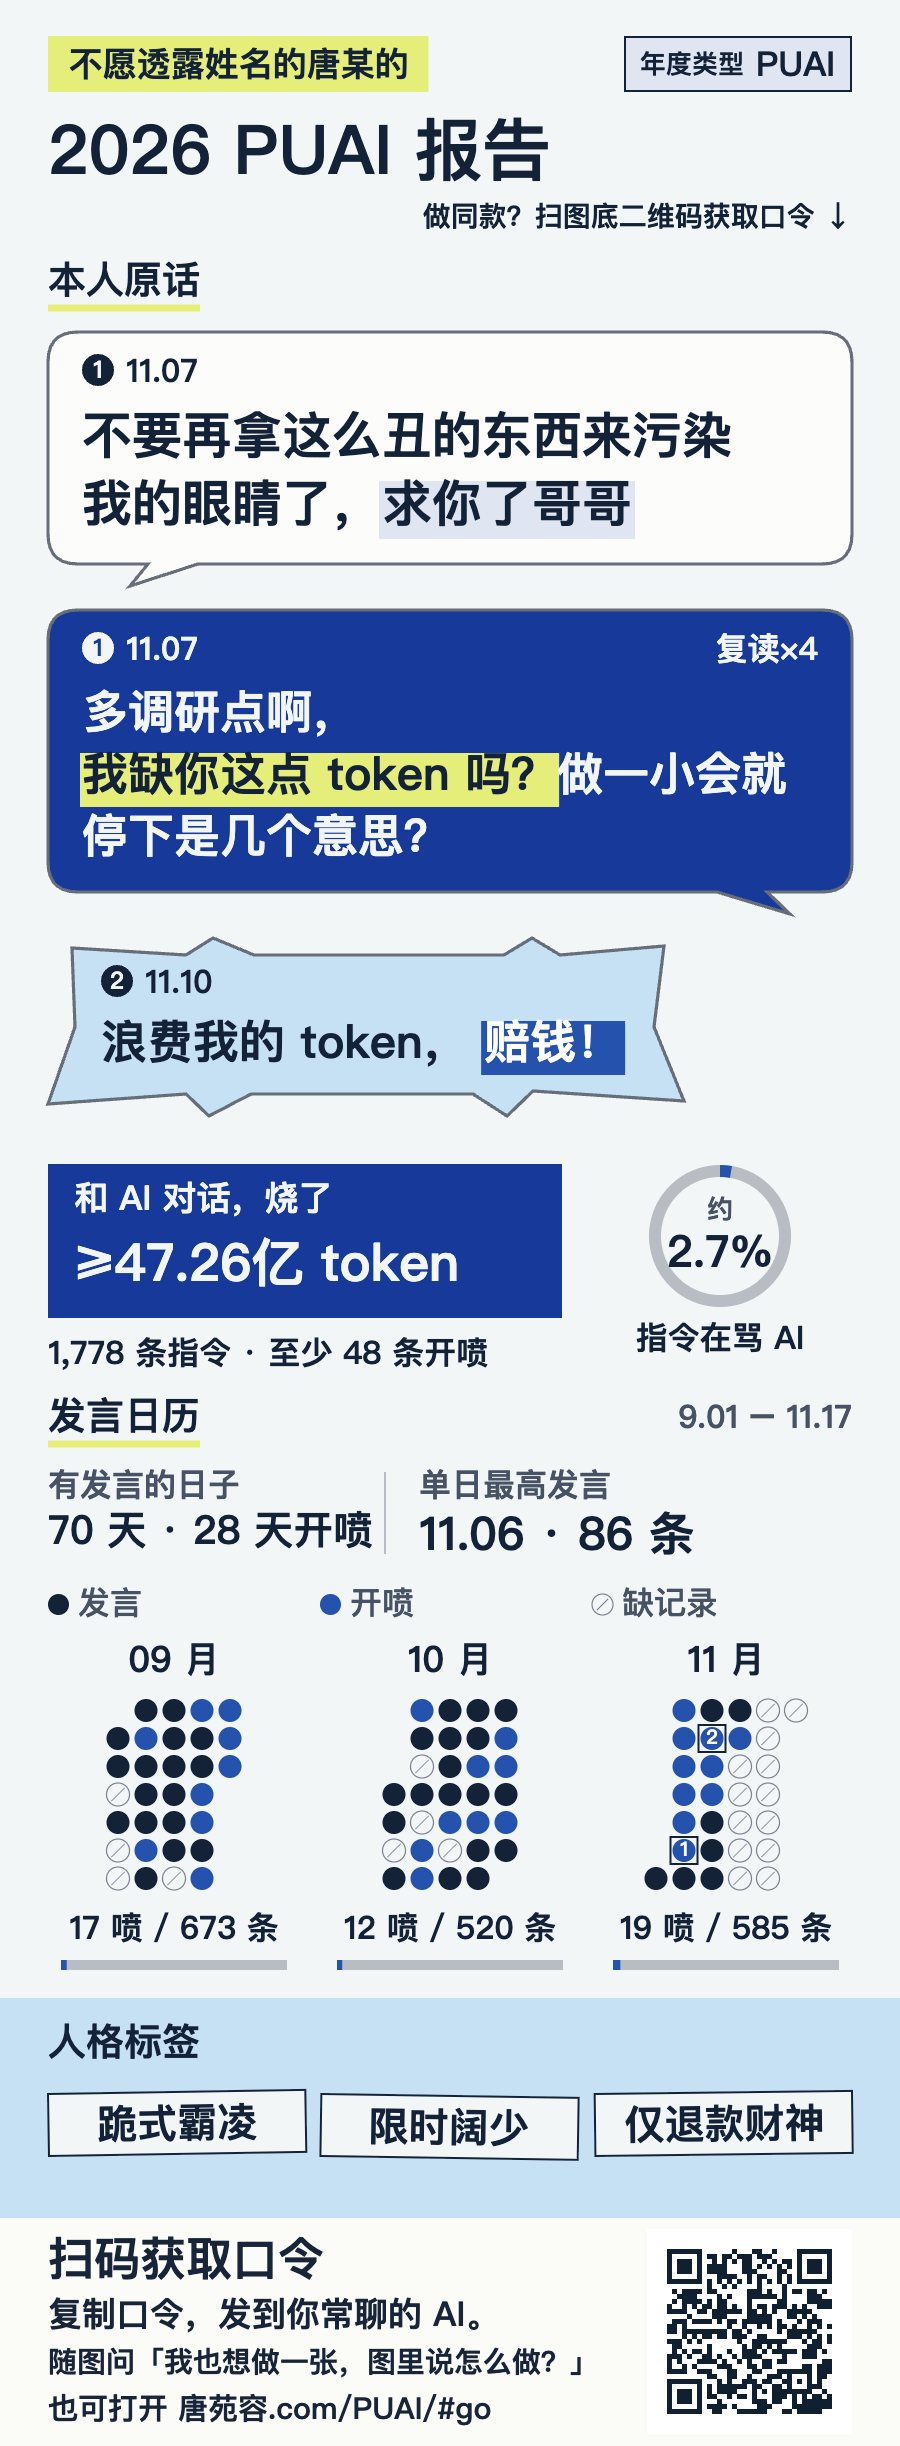 不愿透露姓名的唐某的
年度类型 PUAI
2026 PUAI 报告
做同款？扫图底二维码获取口令 ↓
本人原话
1 11.07
不要再拿这么丑的东西来污染
我的眼睛了，求你了哥哥
1 11.07
复读×4
多调研点啊，
我缺你这点 token 吗？做一小会就
停下是几个意思？
2 11.10
浪费我的 token，赔钱！
和 AI 对话，烧了
≥47.26亿 token
约
2.7%
指令在骂 AI
1,778 条指令 · 至少 48 条开喷
发言日历
9.01 — 11.17
有发言的日子
70 天 · 28 天开喷
单日最高发言
11.06 · 86 条
发言
开喷
缺记录
09 月
10 月
11 月
2
1
17 喷 / 673 条
12 喷 / 520 条
19 喷 / 585 条
人格标签
跪式霸凌
限时阔少
仅退款财神
扫码获取口令
复制口令，发到你常聊的 AI。
随图问「我也想做一张，图里说怎么做？」
也可打开 唐苑容.com/PUAI/#go